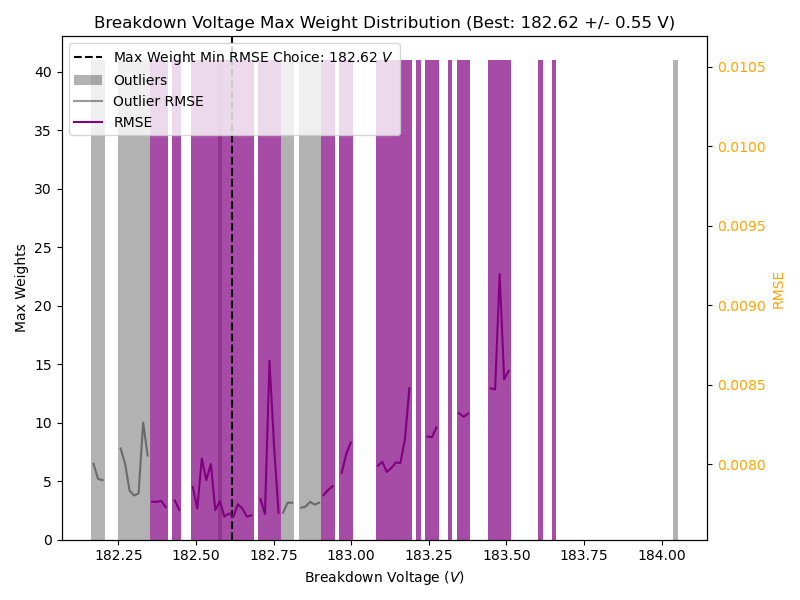 Breakdown Voltage Max Weight Distribution (Best: 182.62 +/- 0.55 V)
Max Weight Min RMSE Choice: 182.62 V
Outliers
Outlier RMSE
RMSE
40
35
30
25
20
15
10
5
0
Max Weights
0.0105
0.0100
0.0095
0.0090
0.0085
0.0080
RMSE
182.25 182.50 182.75 183.00 183.25 183.50 183.75 184.00
Breakdown Voltage (V)